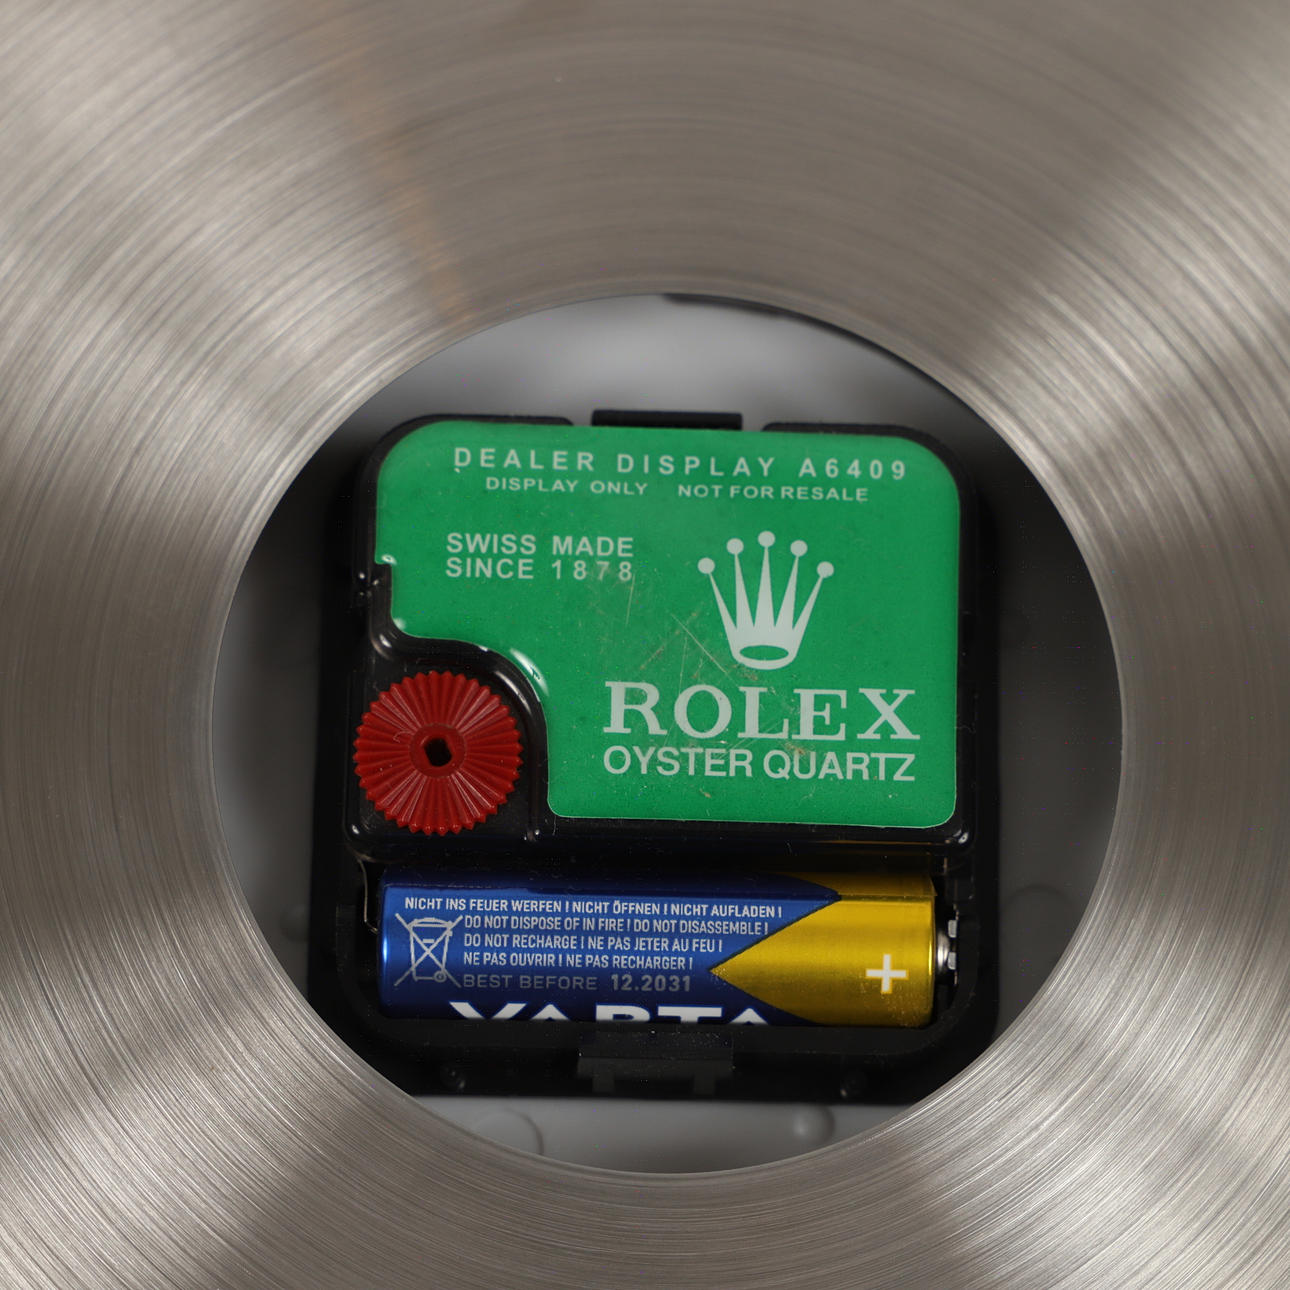 DEALER DISPLAY A6409
DISPLAY ONLY NOT FOR RESALE
SWISS MADE
SINCE 1878
ROLEX
OYSTER QUARTZ
NICHT INS FEUER WERFEN ! NICHT ÖFFNEN ! NICHT AUFLADEN !
DO NOT DISPOSE OF IN FIRE ! DO NOT DISASSEMBLE !
DO NOT RECHARGE ! NE PAS JETER AU FEU !
NE PAS OUVRIR ! NE PAS RECHARGER !
BEST BEFORE 12.2031
VARTA
+